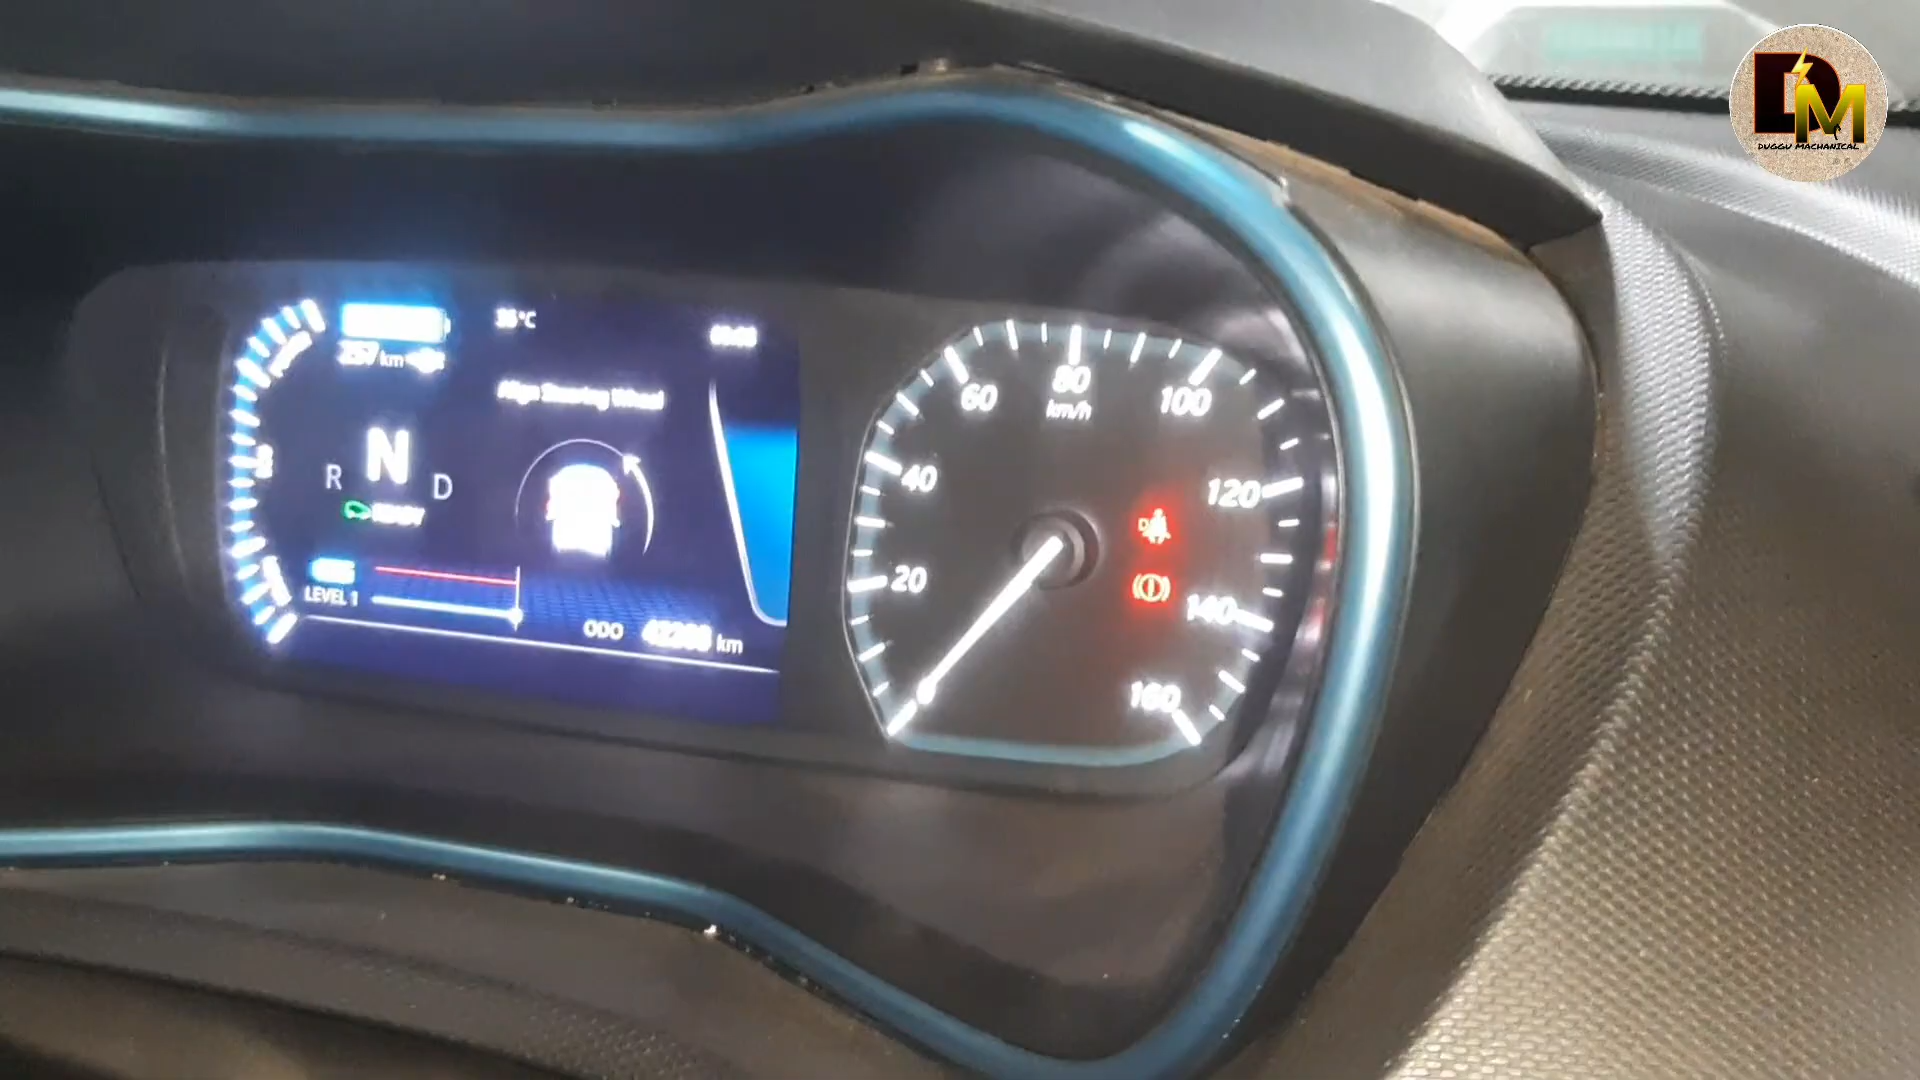 DM
DUGGU MACHANICAL
257 km
°C
Align Steering Wheel
N
R
D
READY
LEVEL 1
ODO
km
20
40
60
80
100
120
140
160
km/h